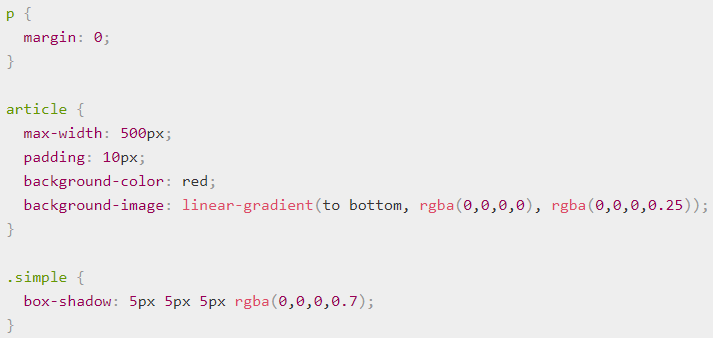 p {
  margin: 0;
}

article {
  max-width: 500px;
  padding: 10px;
  background-color: red;
  background-image: linear-gradient(to bottom, rgba(0,0,0,0), rgba(0,0,0,0.25));
}

.simple {
  box-shadow: 5px 5px 5px rgba(0,0,0,0.7);
}